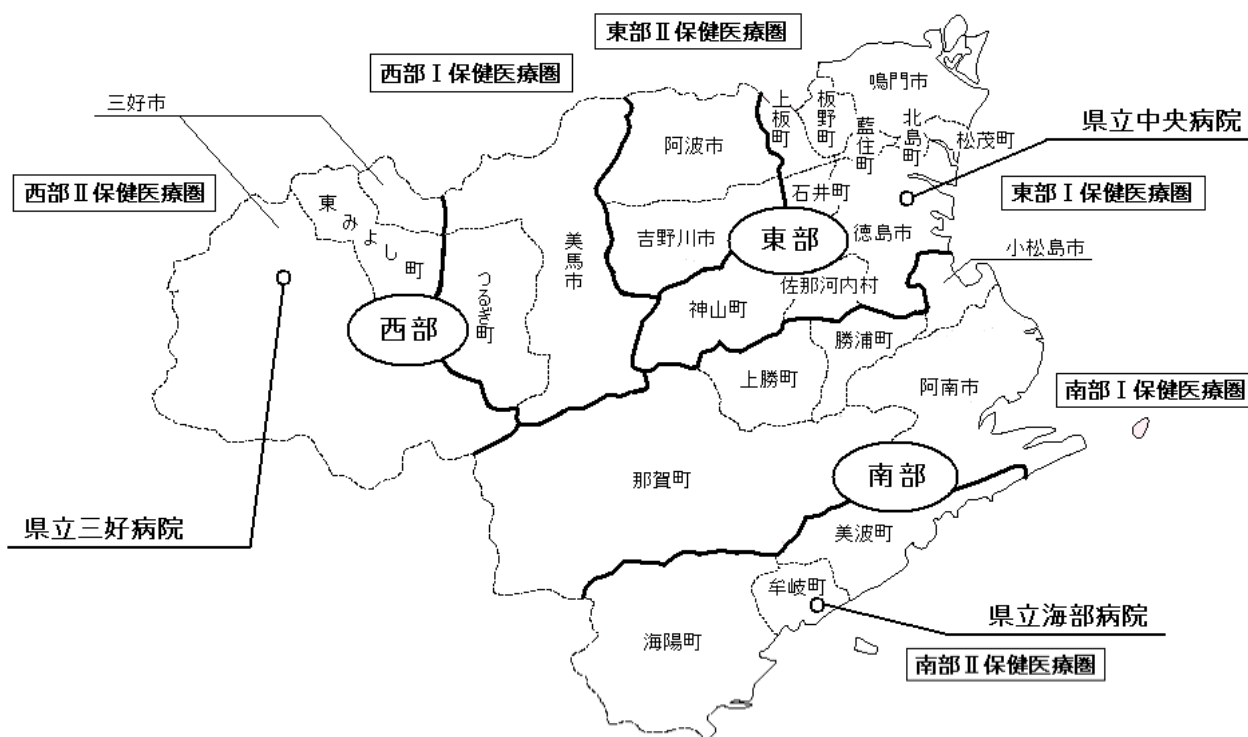 東部Ⅱ保健医療圏
西部Ⅰ保健医療圏
三好市
西部Ⅱ保健医療圏
東みよし町
つるぎ町
美馬市
阿波市
吉野川市
上板町
板野町
藍住町
北島町
鳴門市
松茂町
県立中央病院
石井町
東部Ⅰ保健医療圏
東部
徳島市
小松島市
佐那河内村
神山町
西部
勝浦町
上勝町
阿南市
南部Ⅰ保健医療圏
那賀町
南部
県立三好病院
美波町
牟岐町
県立海部病院
海陽町
南部Ⅱ保健医療圏